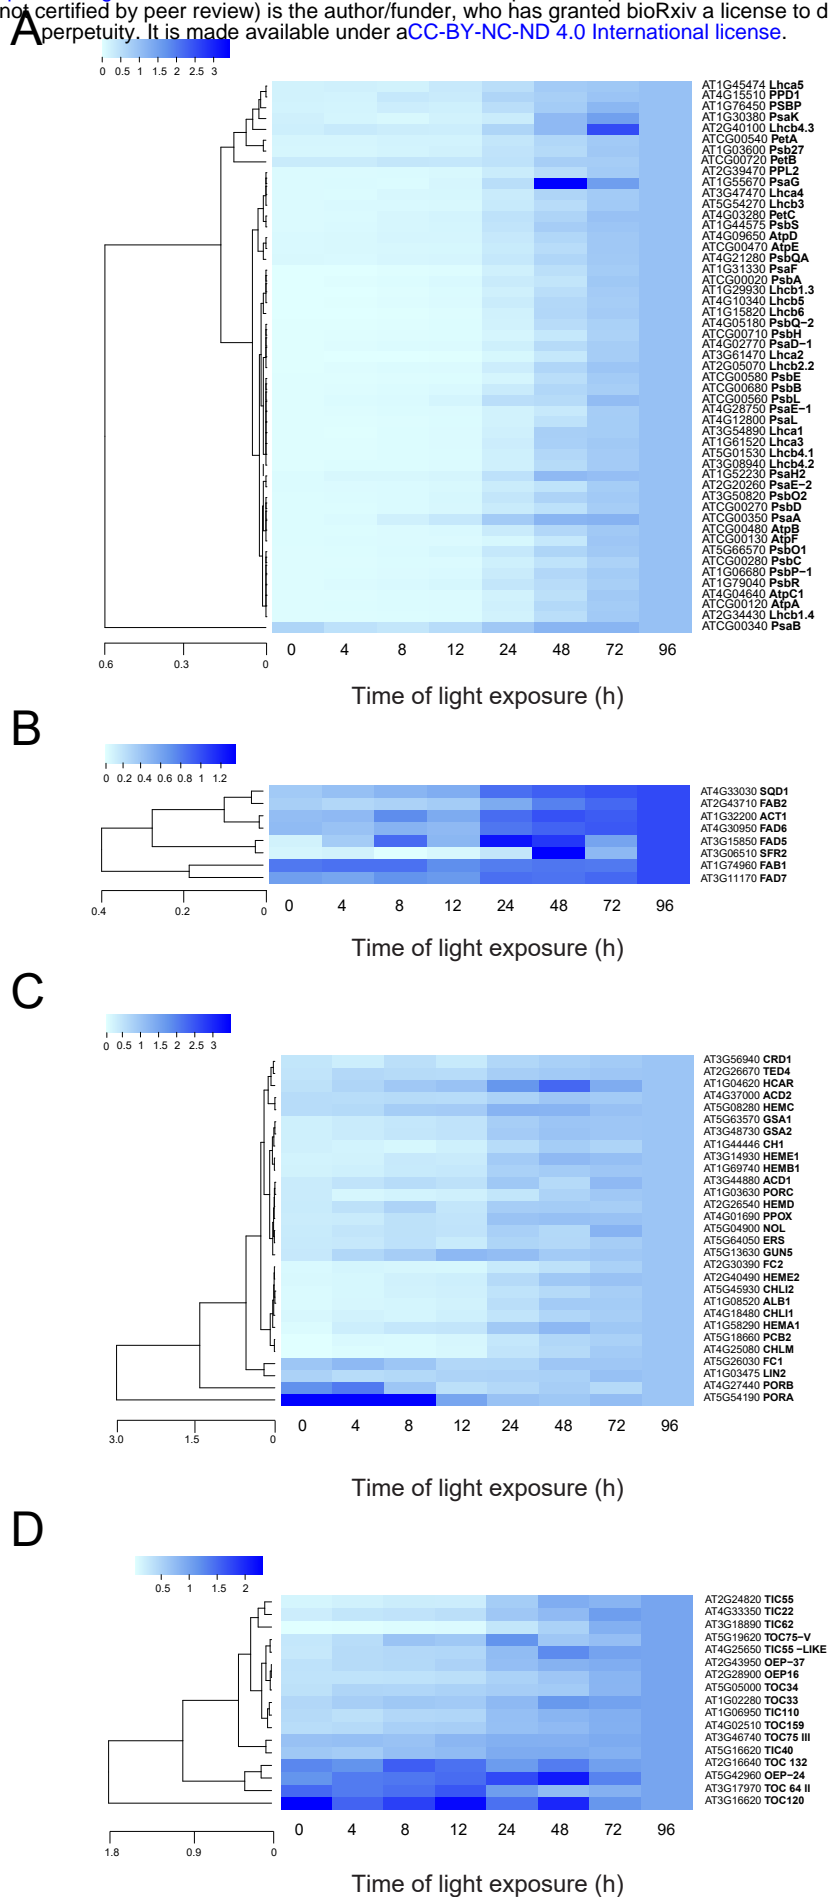 not certified by peer review) is the author/funder, who has granted bioRxiv a license to d
perpetuity. It is made available under aCC-BY-NC-ND 4.0 International license.
A
0 0.5 1 1.5 2 2.5 3
AT1G45474 Lhca5
AT4G15510 PPD1
AT1G76450 PSBP
AT1G30380 PsaK
AT2G40100 Lhcb4.3
ATCG00540 PetA
AT1G03600 Psb27
ATCG00720 PetB
AT2G39470 PPL2
AT1G55670 PsaG
AT3G47470 Lhca4
AT5G54270 Lhcb3
AT4G03280 PetC
AT1G44575 PsbS
AT4G09650 AtpD
ATCG00470 AtpE
AT4G21280 PsbQA
AT1G31330 PsaF
ATCG00020 PsbA
AT1G29930 Lhcb1.3
AT4G10340 Lhcb5
AT1G15820 Lhcb6
AT4G05180 PsbQ−2
ATCG00710 PsbH
AT4G02770 PsaD−1
AT3G61470 Lhca2
AT2G05070 Lhcb2.2
ATCG00580 PsbE
ATCG00680 PsbB
ATCG00560 PsbL
AT4G28750 PsaE−1
AT4G12800 PsaL
AT3G54890 Lhca1
AT1G61520 Lhca3
AT5G01530 Lhcb4.1
AT3G08940 Lhcb4.2
AT1G52230 PsaH2
AT2G20260 PsaE−2
AT3G50820 PsbO2
ATCG00270 PsbD
ATCG00350 PsaA
ATCG00480 AtpB
ATCG00130 AtpF
AT5G66570 PsbO1
ATCG00280 PsbC
AT1G06680 PsbP−1
AT1G79040 PsbR
AT4G04640 AtpC1
ATCG00120 AtpA
AT2G34430 Lhcb1.4
ATCG00340 PsaB
0.6 0.3 0
0 4 8 12 24 48 72 96
Time of light exposure (h)
B
0 0.2 0.4 0.6 0.8 1 1.2
AT4G33030 SQD1
AT2G43710 FAB2
AT1G32200 ACT1
AT4G30950 FAD6
AT3G15850 FAD5
AT3G06510 SFR2
AT1G74960 FAB1
AT3G11170 FAD7
0.4 0.2 0
0 4 8 12 24 48 72 96
Time of light exposure (h)
C
0 0.5 1 1.5 2 2.5 3
AT3G56940 CRD1
AT2G26670 TED4
AT1G04620 HCAR
AT4G37000 ACD2
AT5G08280 HEMC
AT5G63570 GSA1
AT3G48730 GSA2
AT1G44446 CH1
AT3G14930 HEME1
AT1G69740 HEMB1
AT3G44880 ACD1
AT1G03630 PORC
AT2G26540 HEMD
AT4G01690 PPOX
AT5G04900 NOL
AT5G64050 ERS
AT5G13630 GUN5
AT2G30390 FC2
AT2G40490 HEME2
AT5G45930 CHLI2
AT1G08520 ALB1
AT4G18480 CHLI1
AT1G58290 HEMA1
AT5G18660 PCB2
AT4G25080 CHLM
AT5G26030 FC1
AT1G03475 LIN2
AT4G27440 PORB
AT5G54190 PORA
3.0 1.5 0
0 4 8 12 24 48 72 96
Time of light exposure (h)
D
0.5 1 1.5 2
AT2G24820 TIC55
AT4G33350 TIC22
AT3G18890 TIC62
AT5G19620 TOC75−V
AT4G25650 TIC55 −LIKE
AT2G43950 OEP−37
AT2G28900 OEP16
AT5G05000 TOC34
AT1G02280 TOC33
AT1G06950 TIC110
AT4G02510 TOC159
AT3G46740 TOC75 III
AT5G16620 TIC40
AT2G16640 TOC 132
AT5G42960 OEP−24
AT3G17970 TOC 64 II
AT3G16620 TOC120
1.8 0.9 0
0 4 8 12 24 48 72 96
Time of light exposure (h)